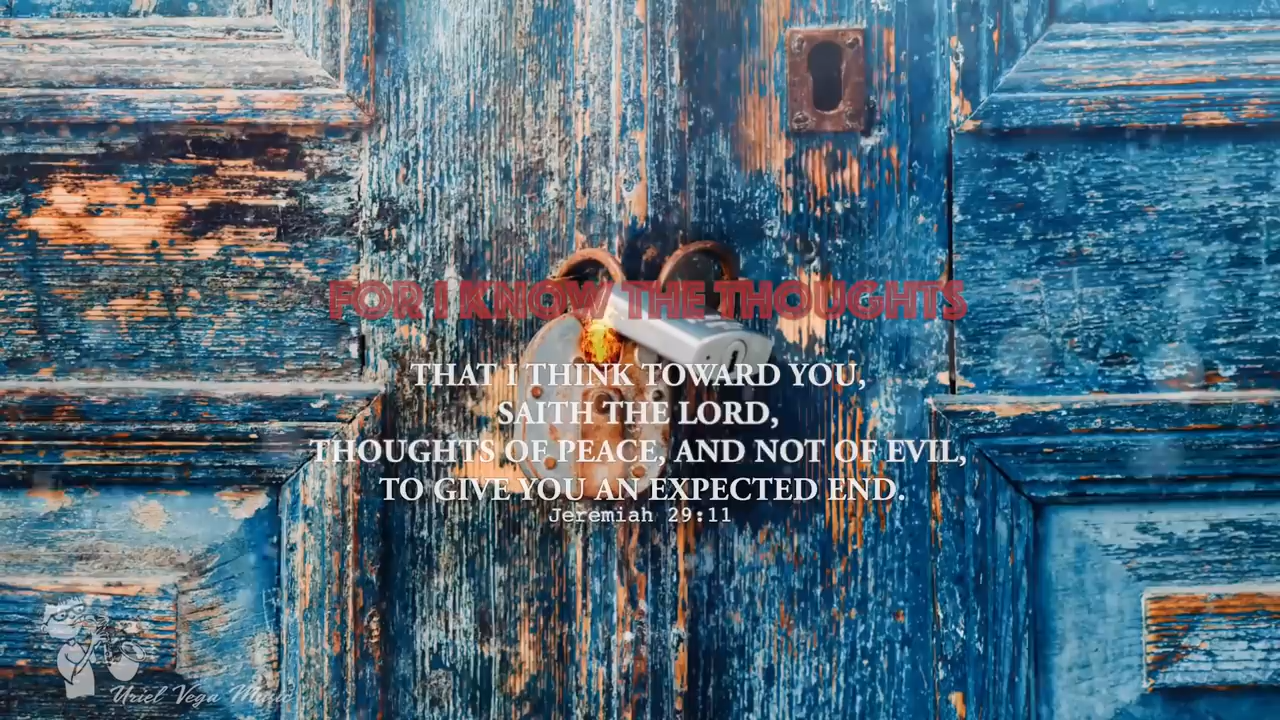 FOR I KNOW THE THOUGHTS
THAT I THINK TOWARD YOU,
SAITH THE LORD,
THOUGHTS OF PEACE, AND NOT OF EVIL,
TO GIVE YOU AN EXPECTED END.
Jeremiah 29:11
Uriel Vega Music